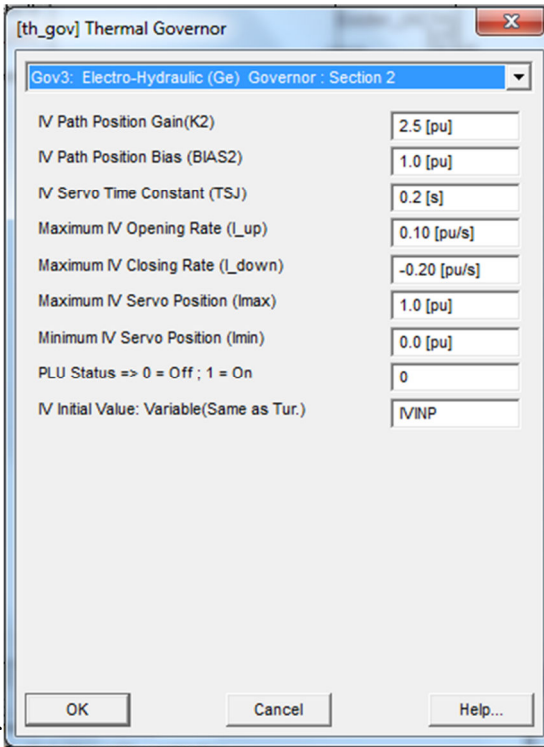 [th_gov] Thermal Governor
Gov3: Electro-Hydraulic (Ge) Governor : Section 2
IV Path Position Gain(K2) 2.5 [pu]
IV Path Position Bias (BIAS2) 1.0 [pu]
IV Servo Time Constant (TSJ) 0.2 [s]
Maximum IV Opening Rate (I_up) 0.10 [pu/s]
Maximum IV Closing Rate (I_down) -0.20 [pu/s]
Maximum IV Servo Position (Imax) 1.0 [pu]
Minimum IV Servo Position (Imin) 0.0 [pu]
PLU Status => 0 = Off ; 1 = On 0
IV Initial Value: Variable(Same as Tur.) IVINP
OK Cancel Help...